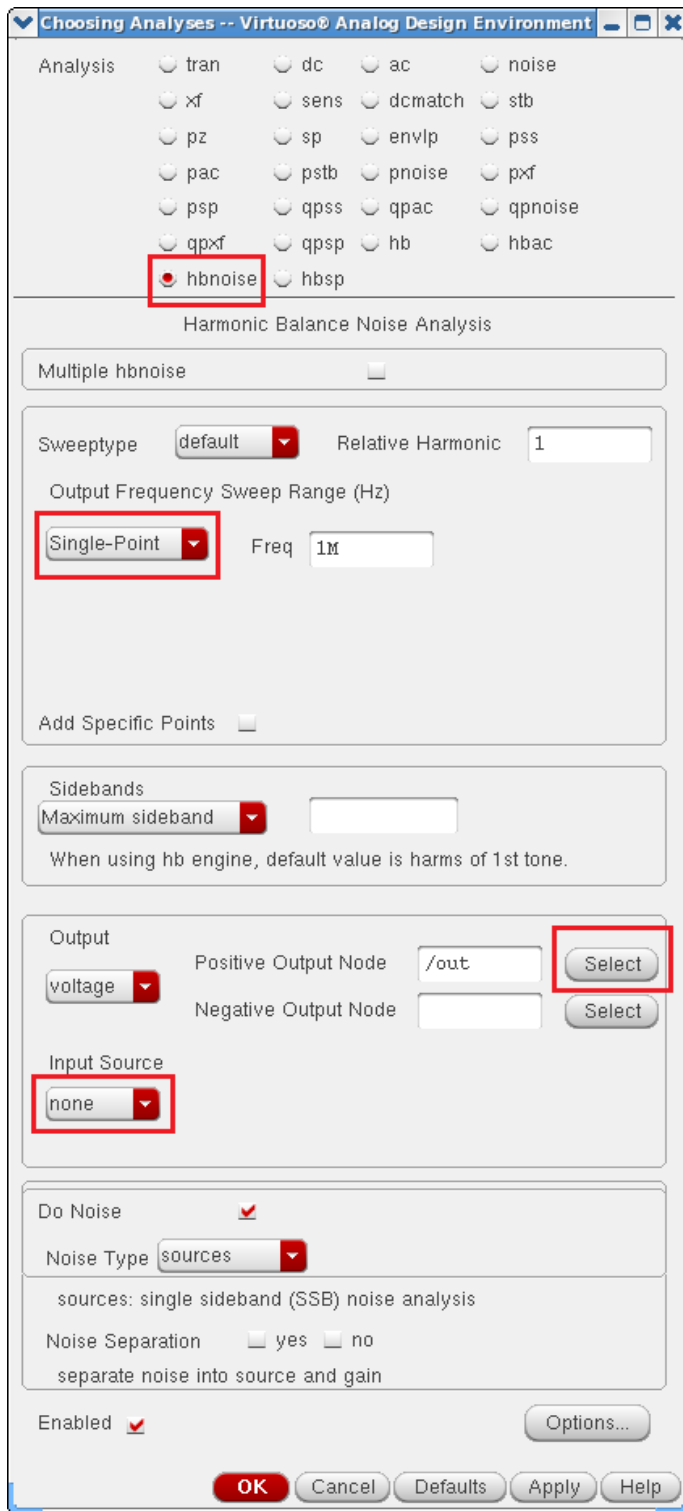 Choosing Analyses -- Virtuoso® Analog Design Environment
Analysis tran dc ac noise
xf sens dcmatch stb
pz sp envlp pss
pac pstb pnoise pxf
psp qpss qpac qpnoise
qpxf qpsp hb hbac
hbnoise hbsp
Harmonic Balance Noise Analysis
Multiple hbnoise
Sweeptype default Relative Harmonic 1
Output Frequency Sweep Range (Hz)
Single-Point Freq 1M
Add Specific Points
Sidebands
Maximum sideband
When using hb engine, default value is harms of 1st tone.
Output
voltage
Positive Output Node /out Select
Negative Output Node Select
Input Source
none
Do Noise
Noise Type sources
sources: single sideband (SSB) noise analysis
Noise Separation yes no
separate noise into source and gain
Enabled Options...
OK Cancel Defaults Apply Help